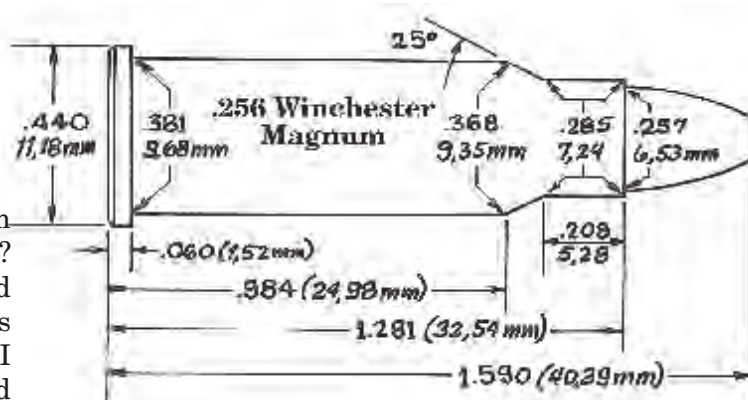 25°
.440
11,18mm
.381
9,68mm
.256 Winchester
Magnum
.368
9,35mm
.285
7,24
.257
6,53mm
n
?
d
s
I
d
.060 (1,52mm)
.208
5,28
.984 (24,98mm)
1.281 (32,54mm)
1.590 (40,39mm)